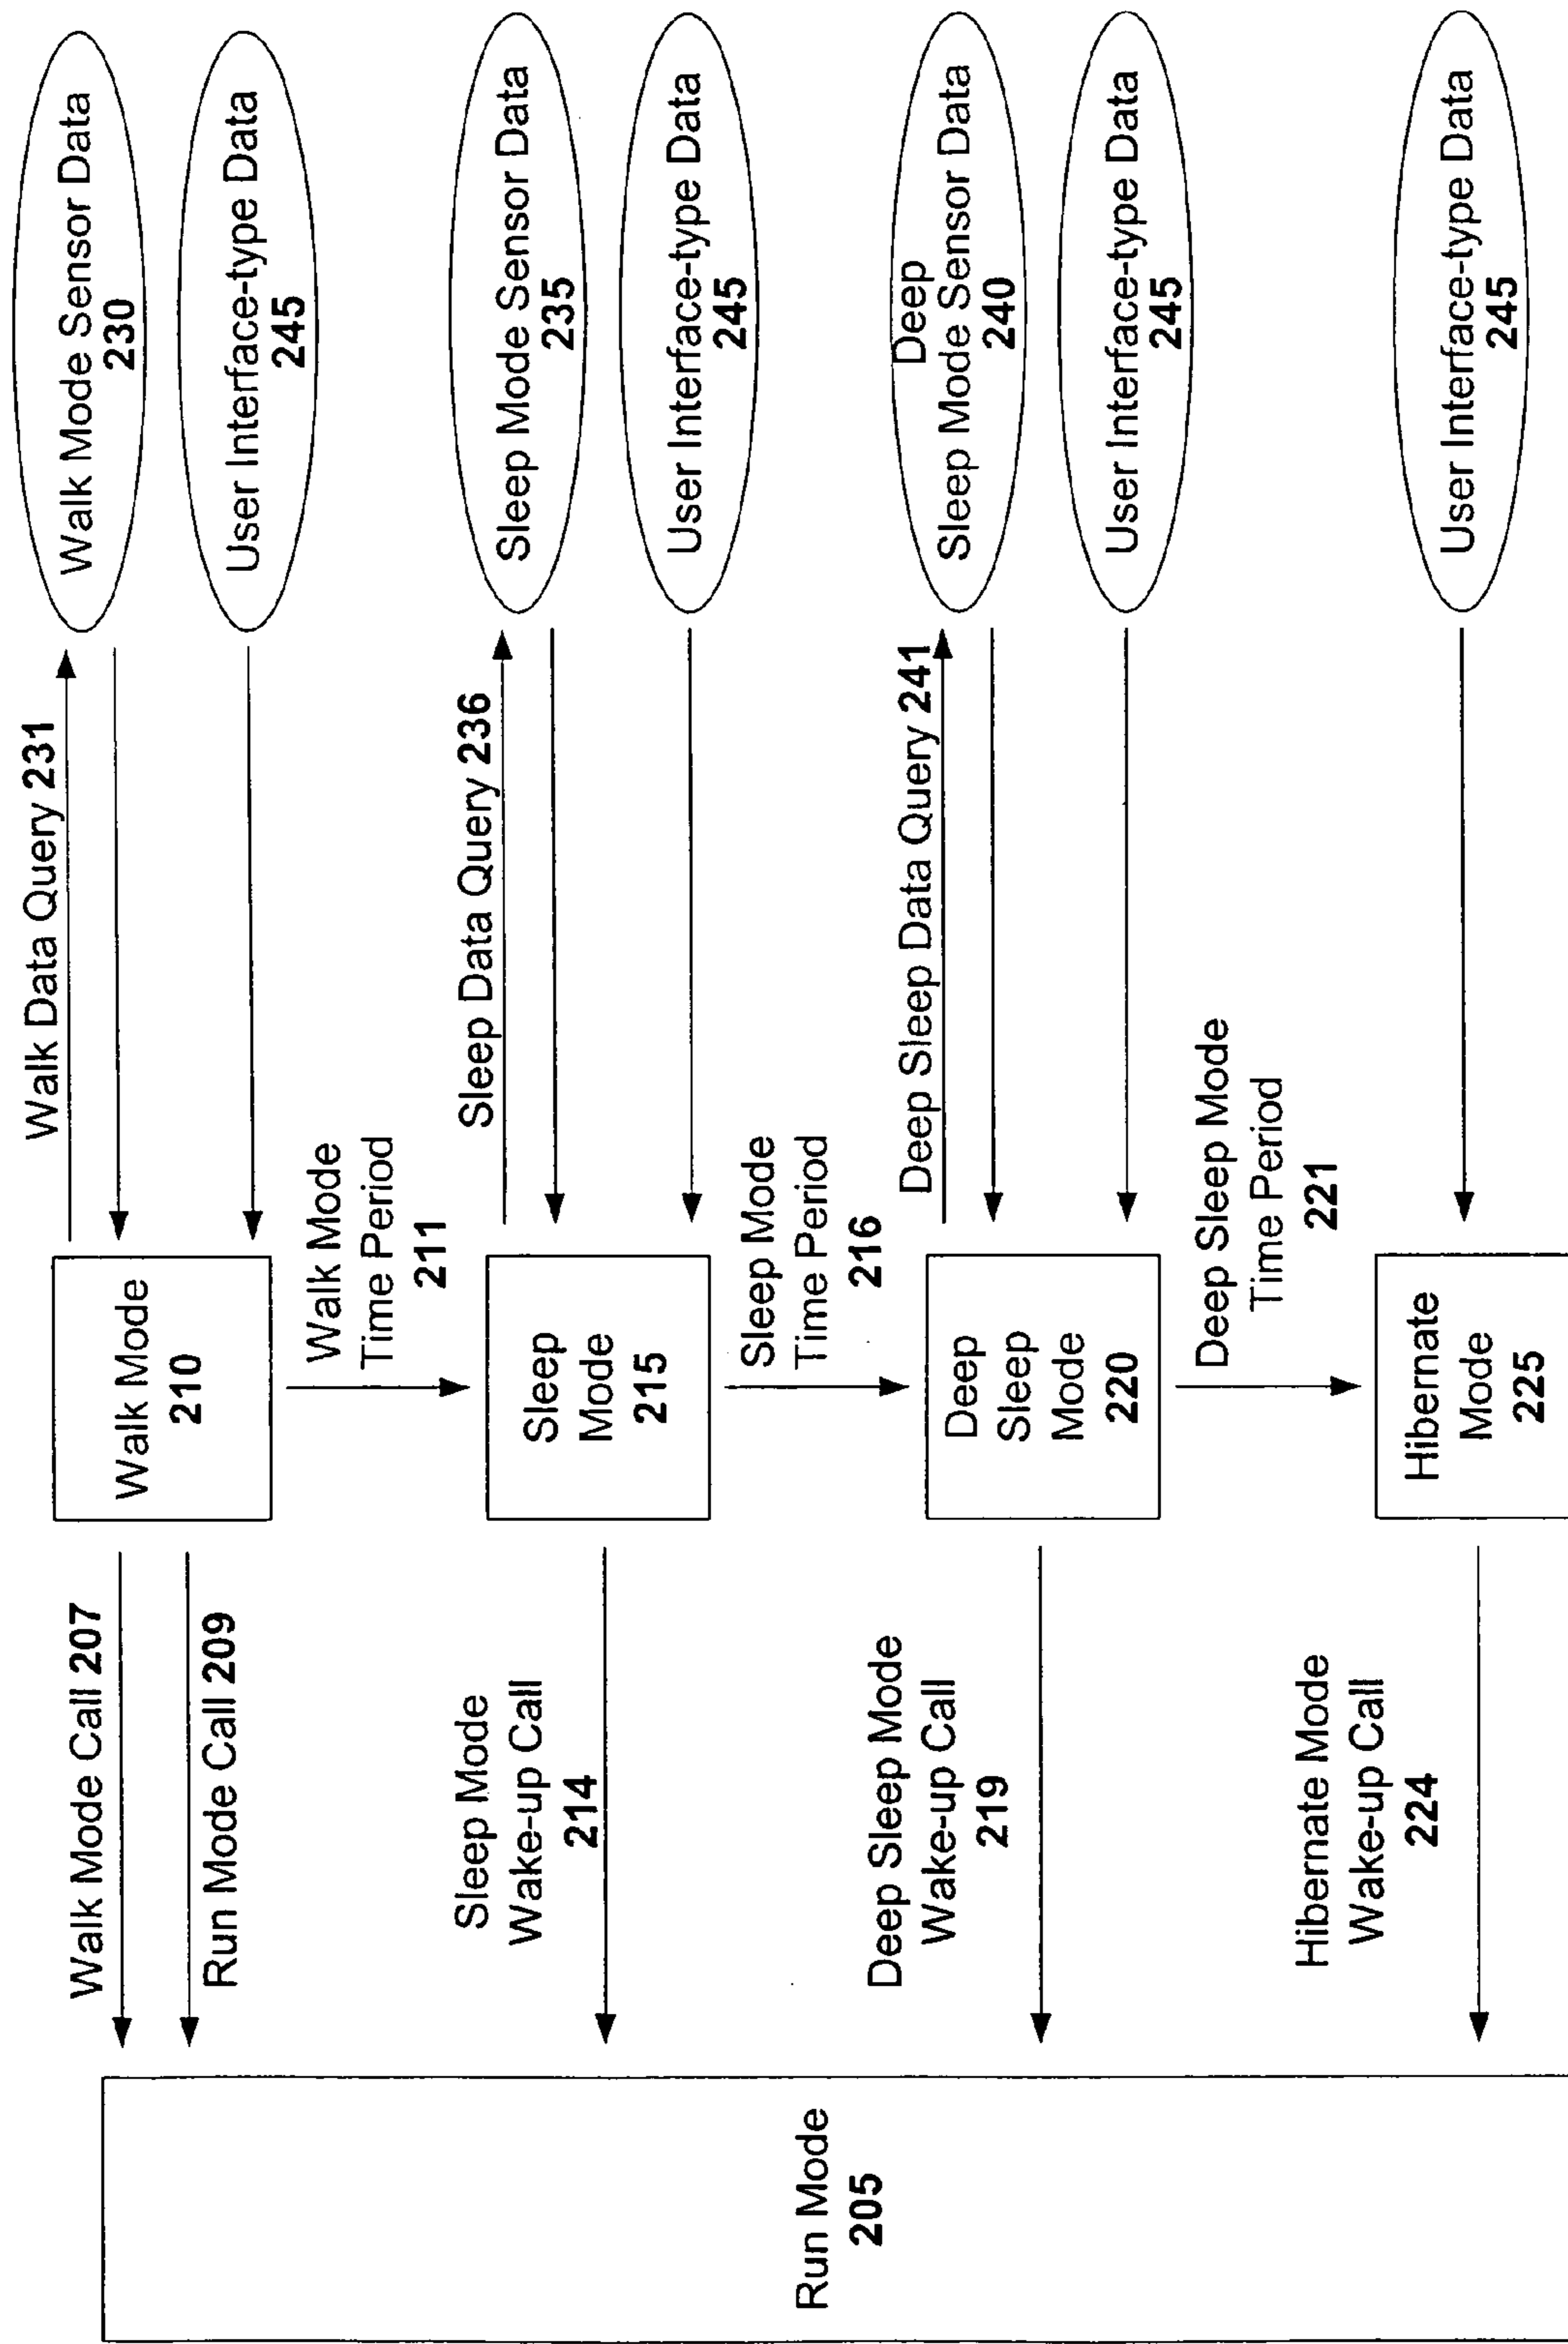 Walk Mode Call 207
Run Mode Call 209
Walk Mode
210
Walk Data Query 231
Walk Mode Sensor Data
230
User Interface-type Data
245
Walk Mode
Time Period
211
Sleep Mode
Wake-up Call
214
Sleep
Mode
215
Sleep Data Query 236
Sleep Mode Sensor Data
235
User Interface-type Data
245
Sleep Mode
Time Period
216
Run Mode
205
Deep Sleep Mode
Wake-up Call
219
Deep
Sleep
Mode
220
Deep Sleep Data Query 241
Deep
Sleep Mode Sensor Data
240
User Interface-type Data
245
Deep Sleep Mode
Time Period
221
Hibernate Mode
Wake-up Call
224
Hibernate
Mode
225
User Interface-type Data
245